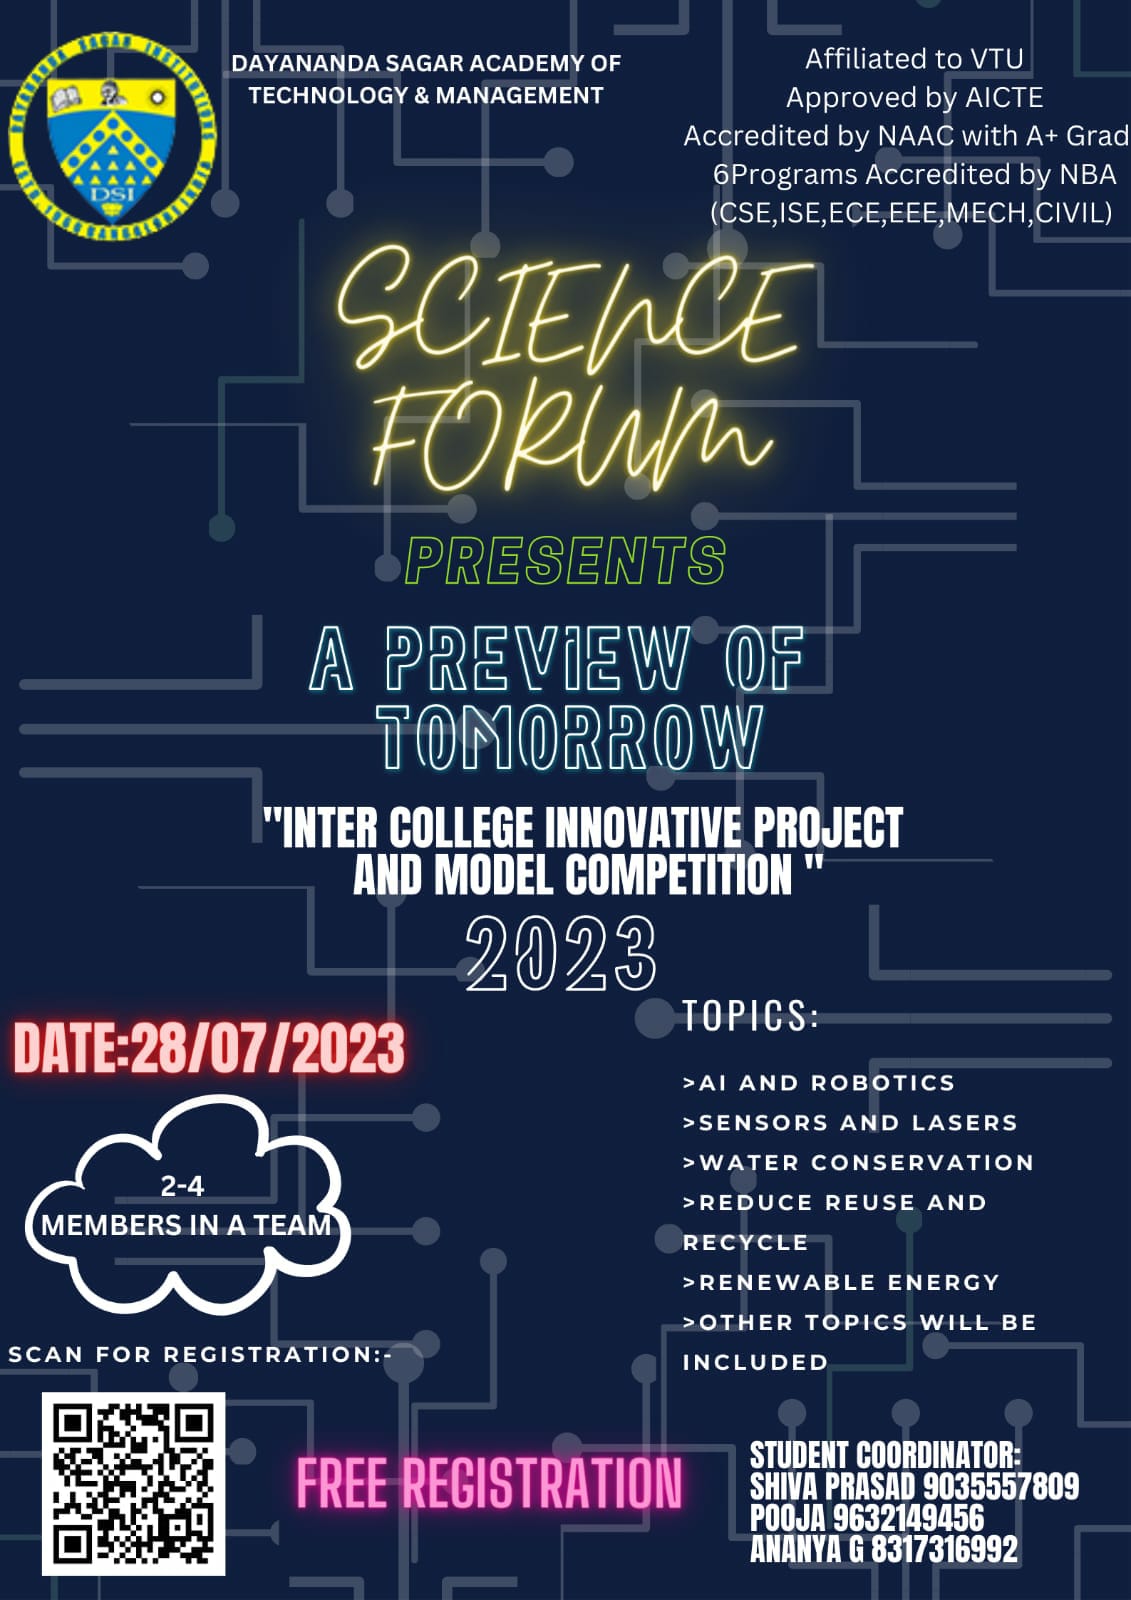 DAYANANDA SAGAR ACADEMY OF
TECHNOLOGY & MANAGEMENT
Affiliated to VTU
Approved by AICTE
Accredited by NAAC with A+ Grad
6Programs Accredited by NBA
(CSE,ISE,ECE,EEE,MECH,CIVIL)
DSI
SCIENCE
FORUM
PRESENTS
A PREVIEW OF
TOMORROW
"INTER COLLEGE INNOVATIVE PROJECT
AND MODEL COMPETITION "
2023
DATE:28/07/2023
2-4
MEMBERS IN A TEAM
SCAN FOR REGISTRATION:-
TOPICS:
>AI AND ROBOTICS
>SENSORS AND LASERS
>WATER CONSERVATION
>REDUCE REUSE AND
RECYCLE
>RENEWABLE ENERGY
>OTHER TOPICS WILL BE
INCLUDED
FREE REGISTRATION
STUDENT COORDINATOR:
SHIVA PRASAD 9035557809
POOJA 9632149456
ANANYA G 8317316992